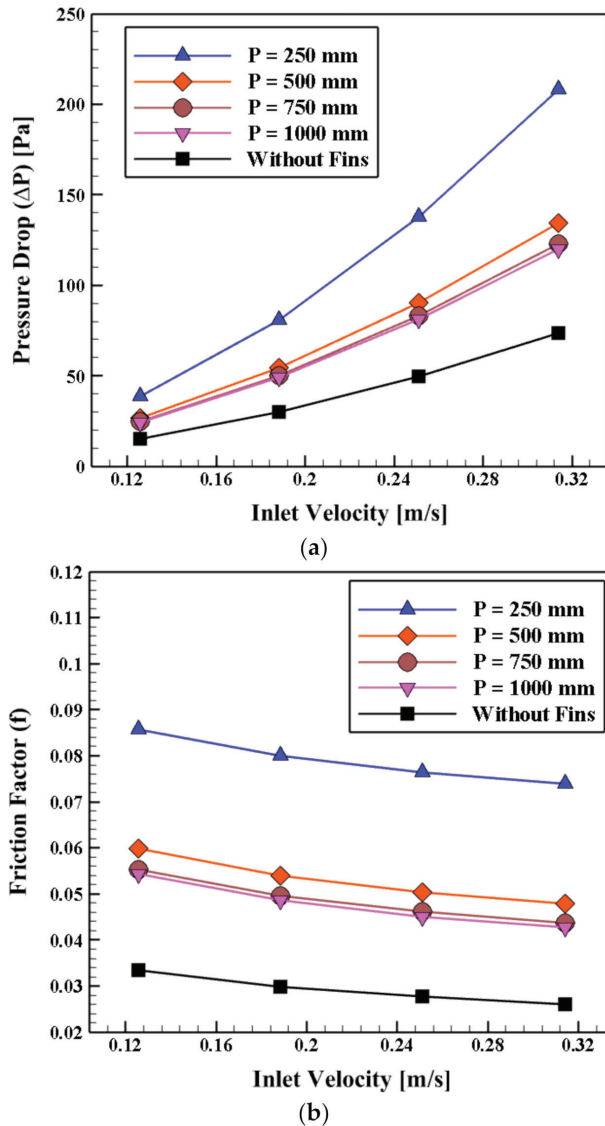 250
200
150
100
50
0
Pressure Drop (ΔP) [Pa]
P = 250 mm
P = 500 mm
P = 750 mm
P = 1000 mm
Without Fins
0.12 0.16 0.2 0.24 0.28 0.32
Inlet Velocity [m/s]
(a)
0.12
0.11
0.1
0.09
0.08
0.07
0.06
0.05
0.04
0.03
0.02
Friction Factor (f)
P = 250 mm
P = 500 mm
P = 750 mm
P = 1000 mm
Without Fins
0.12 0.16 0.2 0.24 0.28 0.32
Inlet Velocity [m/s]
(b)